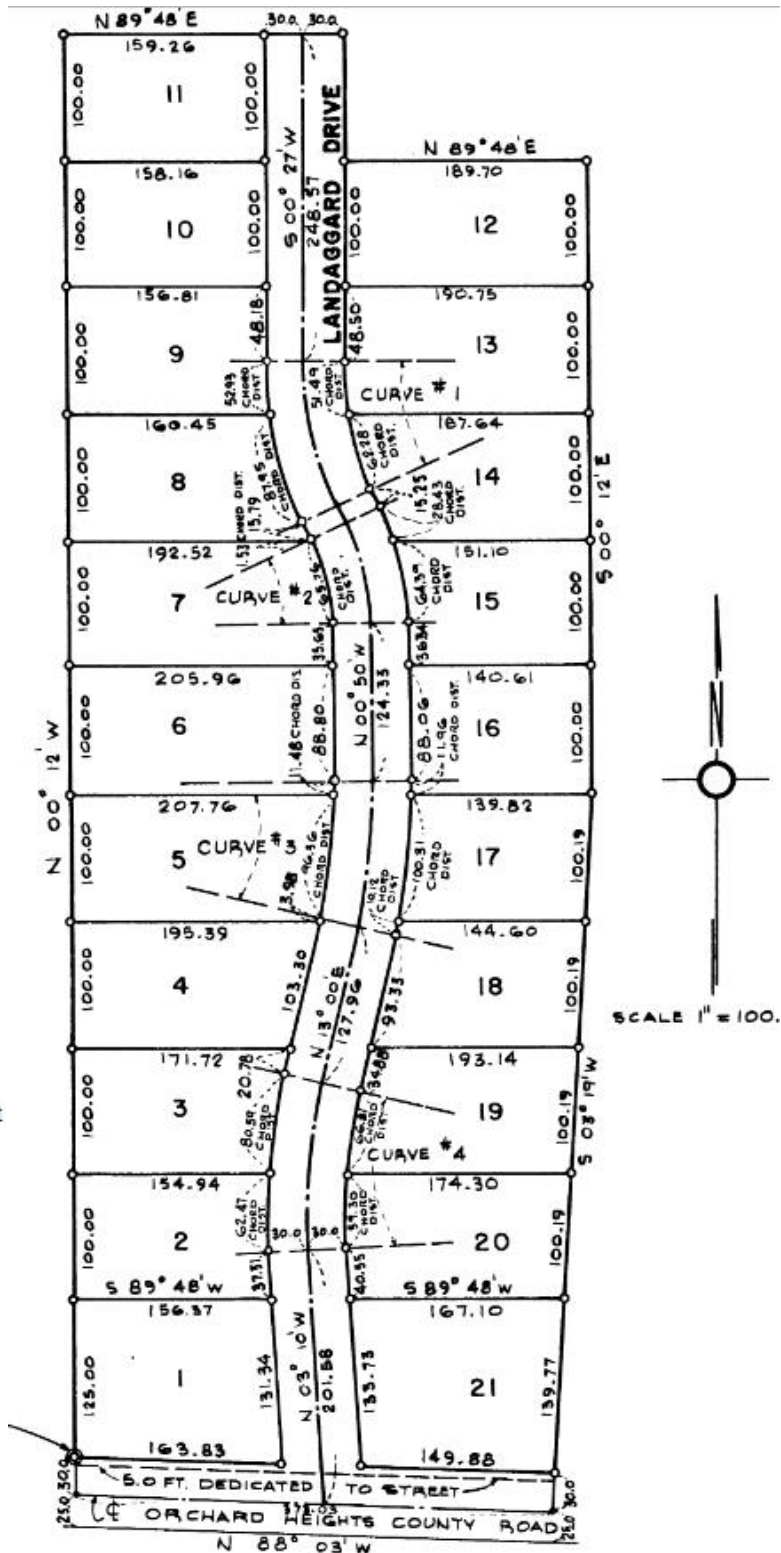 N 89° 48' E
30.0 30.0
159.26
100.00
11
100.00
S 00° 27' W
248.37
LANDAGGARD DRIVE
N 89° 48' E
158.16
189.70
100.00
10
100.00
100.00
12
100.00
156.81
190.75
100.00
9
48.18
48.50
13
100.00
52.93
CHORD
DIST
51.49
CHORD
DIST
CURVE #1
160.45
187.64
100.00
8
87.45
CHORD DIST
62.28
CHORD DIST.
14
100.00
1.53 CHORD DIST.
15.79
15.25
28.43
CHORD
DIST.
S 00° 12' E
192.52
151.10
100.00
7
CURVE #2
CHORD
DIST.
64.39
CHORD
DIST
15
100.00
35.63
36.34
N 00° 50' W
124.33
205.96
140.61
100.00
6
11.48 CHORD DIS.
88.80
88.06
11.96
CHORD DIST.
16
100.00
N 00° 12' W
207.76
139.82
100.00
5
CURVE #3
96.36
CHORD DIST
3.98
10.12
CHORD DIST
100.31
CHORD
DIST
17
100.19
195.39
144.60
100.00
4
103.30
N 13° 00' E
127.96
93.33
18
100.19
SCALE 1" = 100.
171.72
193.14
100.00
3
20.78
80.59
CHORD
DIST
34.88
66.81
CHORD
DIST
19
100.19
S 03° 19' W
CURVE #4
154.94
174.30
100.00
2
62.47
CHORD
DIST.
30.0 30.0
39.30
CHORD
DIST.
20
100.19
37.51
40.55
S 89° 48' W
S 89° 48' W
156.37
167.10
125.00
1
131.34
N 03° 10' W
201.58
133.73
21
139.77
163.83
149.88
5.0 FT. DEDICATED TO STREET
25.0 30.0
25.0 30.0
℄ ORCHARD HEIGHTS COUNTY ROAD
N 88° 03' W